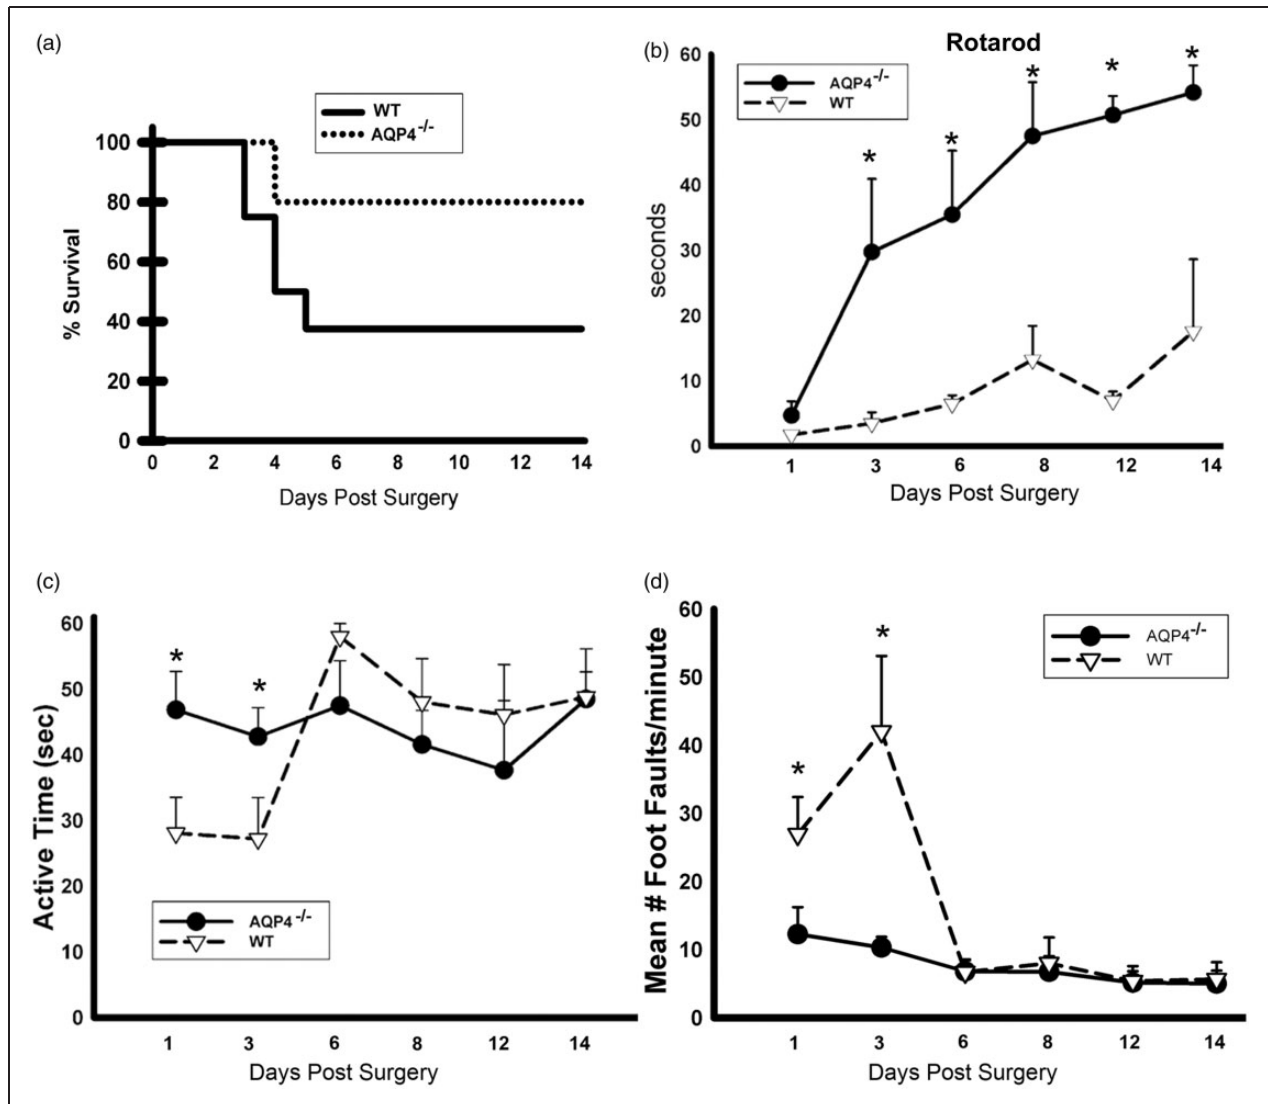 (a)
WT
AQP4-/-
100
80
60
40
20
0
% Survival
0 2 4 6 8 10 12 14
Days Post Surgery
(b)
Rotarod
AQP4-/-
WT
60
50
40
30
20
10
0
seconds
* * * * *
1 3 6 8 12 14
Days Post Surgery
(c)
60
50
40
30
20
10
0
Active Time (sec)
* *
AQP4-/-
WT
1 3 6 8 12 14
Days Post Surgery
(d)
60
50
40
30
20
10
0
Mean # Foot Faults/minute
* *
AQP4-/-
WT
1 3 6 8 12 14
Days Post Surgery